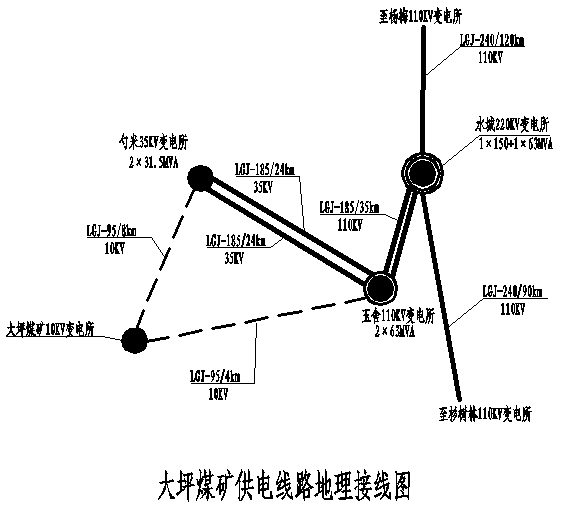 至杨梅110KV变电所
LGJ-240/120km
110KV
水城220KV变电所
1×150+1×63MVA
勺米35KV变电所
2×31.5MVA
LGJ-185/24km
35KV
LGJ-185/35km
110KV
LGJ-95/8km
10KV
LGJ-185/24km
35KV
LGJ-240/90km
110KV
玉舍110KV变电所
2×63MVA
大坪煤矿10KV变电所
LGJ-95/4km
10KV
至杉树林110KV变电所
大坪煤矿供电线路地理接线图